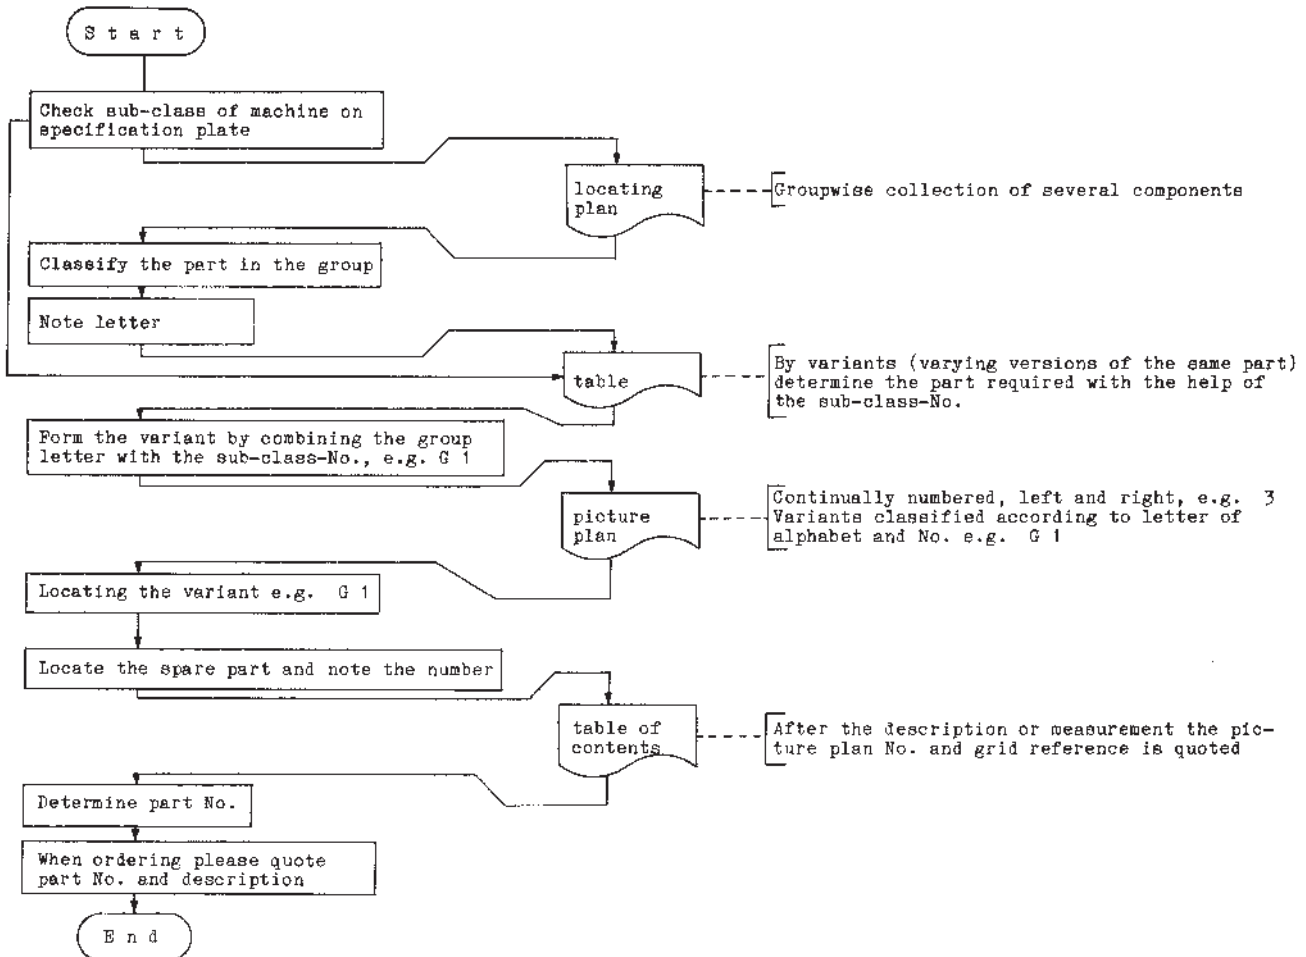 S t a r t
Check sub-class of machine on
specification plate
locating
plan
Groupwise collection of several components
Classify the part in the group
Note letter
table
By variants (varying versions of the same part)
determine the part required with the help of
the sub-class-No.
Form the variant by combining the group
letter with the sub-class-No., e.g. G 1
picture
plan
Continually numbered, left and right, e.g. 3
Variants classified according to letter of
alphabet and No. e.g. G 1
Locating the variant e.g. G 1
Locate the spare part and note the number
table of
contents
After the description or measurement the pic-
ture plan No. and grid reference is quoted
Determine part No.
When ordering please quote
part No. and description
E n d